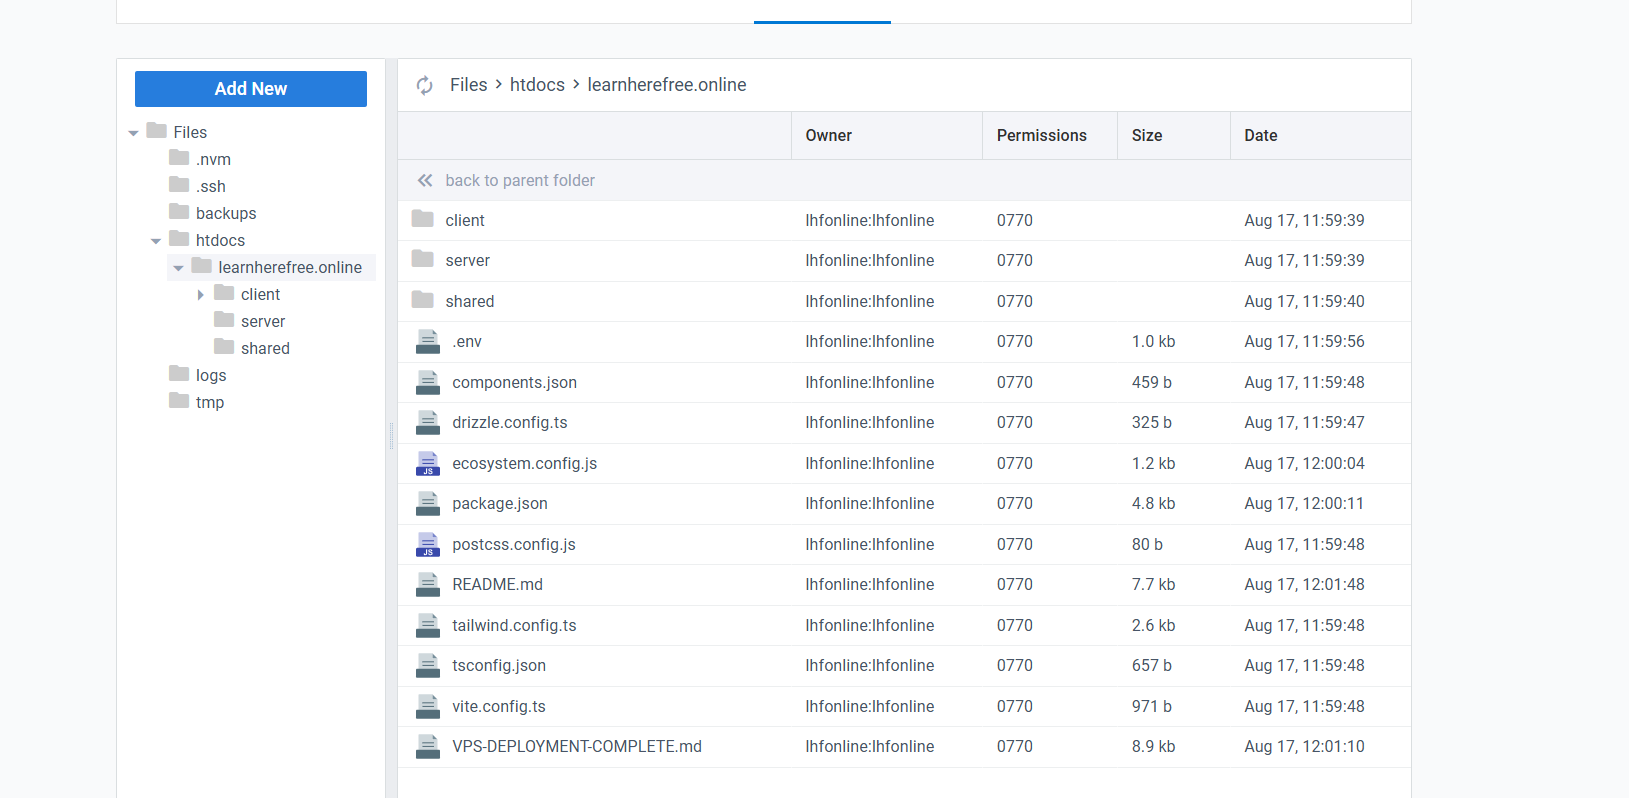 Add New
Files
.nvm
.ssh
backups
htdocs
learnherefree.online
client
server
shared
logs
tmp
Files > htdocs > learnherefree.online
Owner Permissions Size Date
back to parent folder
client lhfonline:lhfonline 0770 Aug 17, 11:59:39
server lhfonline:lhfonline 0770 Aug 17, 11:59:39
shared lhfonline:lhfonline 0770 Aug 17, 11:59:40
.env lhfonline:lhfonline 0770 1.0 kb Aug 17, 11:59:56
components.json lhfonline:lhfonline 0770 459 b Aug 17, 11:59:48
drizzle.config.ts lhfonline:lhfonline 0770 325 b Aug 17, 11:59:47
JS ecosystem.config.js lhfonline:lhfonline 0770 1.2 kb Aug 17, 12:00:04
package.json lhfonline:lhfonline 0770 4.8 kb Aug 17, 12:00:11
JS postcss.config.js lhfonline:lhfonline 0770 80 b Aug 17, 11:59:48
README.md lhfonline:lhfonline 0770 7.7 kb Aug 17, 12:01:48
tailwind.config.ts lhfonline:lhfonline 0770 2.6 kb Aug 17, 11:59:48
tsconfig.json lhfonline:lhfonline 0770 657 b Aug 17, 11:59:48
vite.config.ts lhfonline:lhfonline 0770 971 b Aug 17, 11:59:48
VPS-DEPLOYMENT-COMPLETE.md lhfonline:lhfonline 0770 8.9 kb Aug 17, 12:01:10